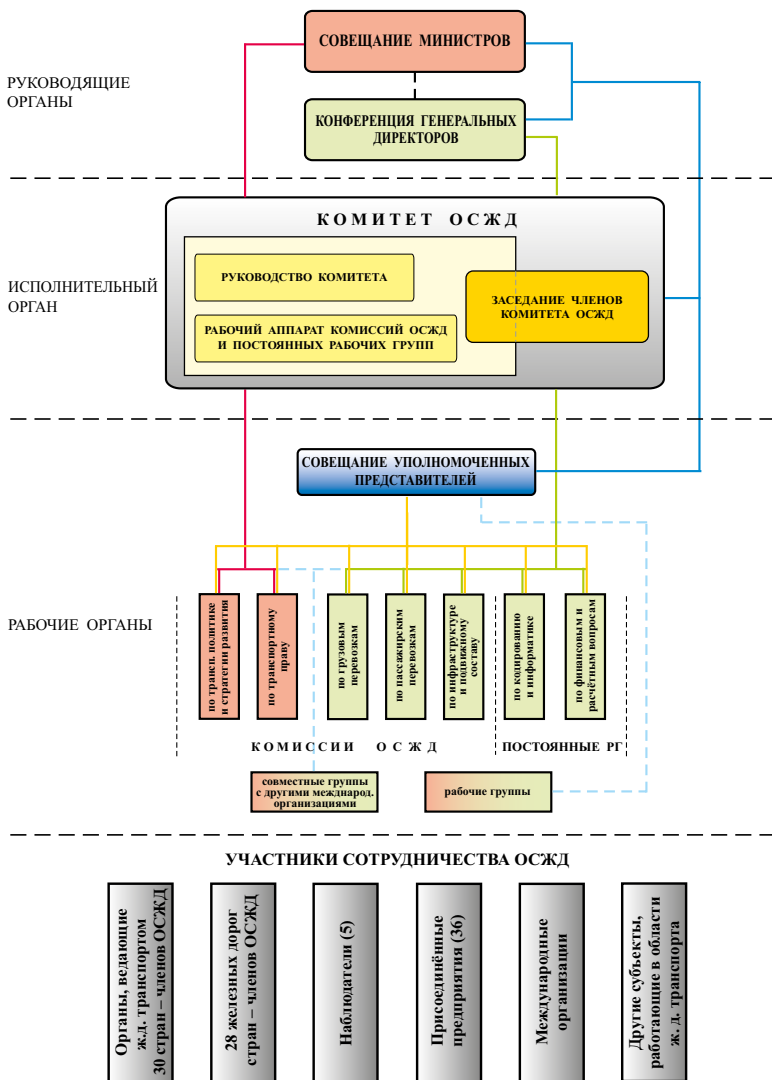 СОВЕЩАНИЕ МИНИСТРОВ
РУКОВОДЯЩИЕ
ОРГАНЫ
КОНФЕРЕНЦИЯ ГЕНЕРАЛЬНЫХ
ДИРЕКТОРОВ
КОМИТЕТ ОСЖД
РУКОВОДСТВО КОМИТЕТА
ИСПОЛНИТЕЛЬНЫЙ
ОРГАН
ЗАСЕДАНИЕ ЧЛЕНОВ
КОМИТЕТА ОСЖД
РАБОЧИЙ АППАРАТ КОМИССИЙ ОСЖД
И ПОСТОЯННЫХ РАБОЧИХ ГРУПП
СОВЕЩАНИЕ УПОЛНОМОЧЕННЫХ
ПРЕДСТАВИТЕЛЕЙ
РАБОЧИЕ ОРГАНЫ
по трансп. политике
и стратегии развития
по транспортному
праву
по грузовым
перевозкам
по пассажирским
перевозкам
по инфраструктуре
и подвижному
составу
по кодированию
и информатике
по финансовым и
расчётным вопросам
КОМИССИИ ОСЖД
ПОСТОЯННЫЕ РГ
совместные группы
с другими международ.
организациями
рабочие группы
УЧАСТНИКИ СОТРУДНИЧЕСТВА ОСЖД
Органы, ведающие
ж.д. транспортом
30 стран – членов ОСЖД
28 железных дорог
стран – членов ОСЖД
Наблюдатели (5)
Присоединённые
предприятия (36)
Международные
организации
Другие субъекты,
работающие в области
ж. д. транспорта